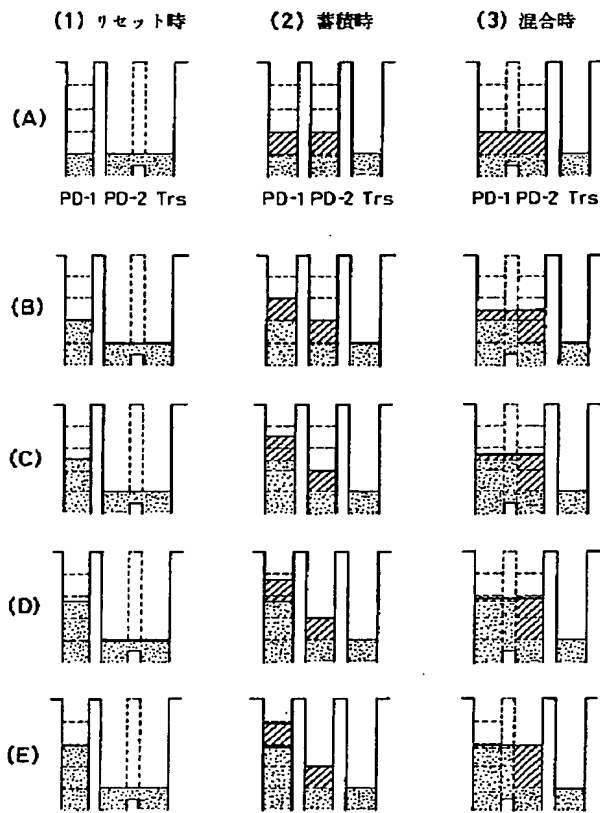 (1) リセット時 (2) 蓄積時 (3) 混合時
(A)
PD-1 PD-2 Trs PD-1 PD-2 Trs PD-1 PD-2 Trs
(B)
(C)
(D)
(E)